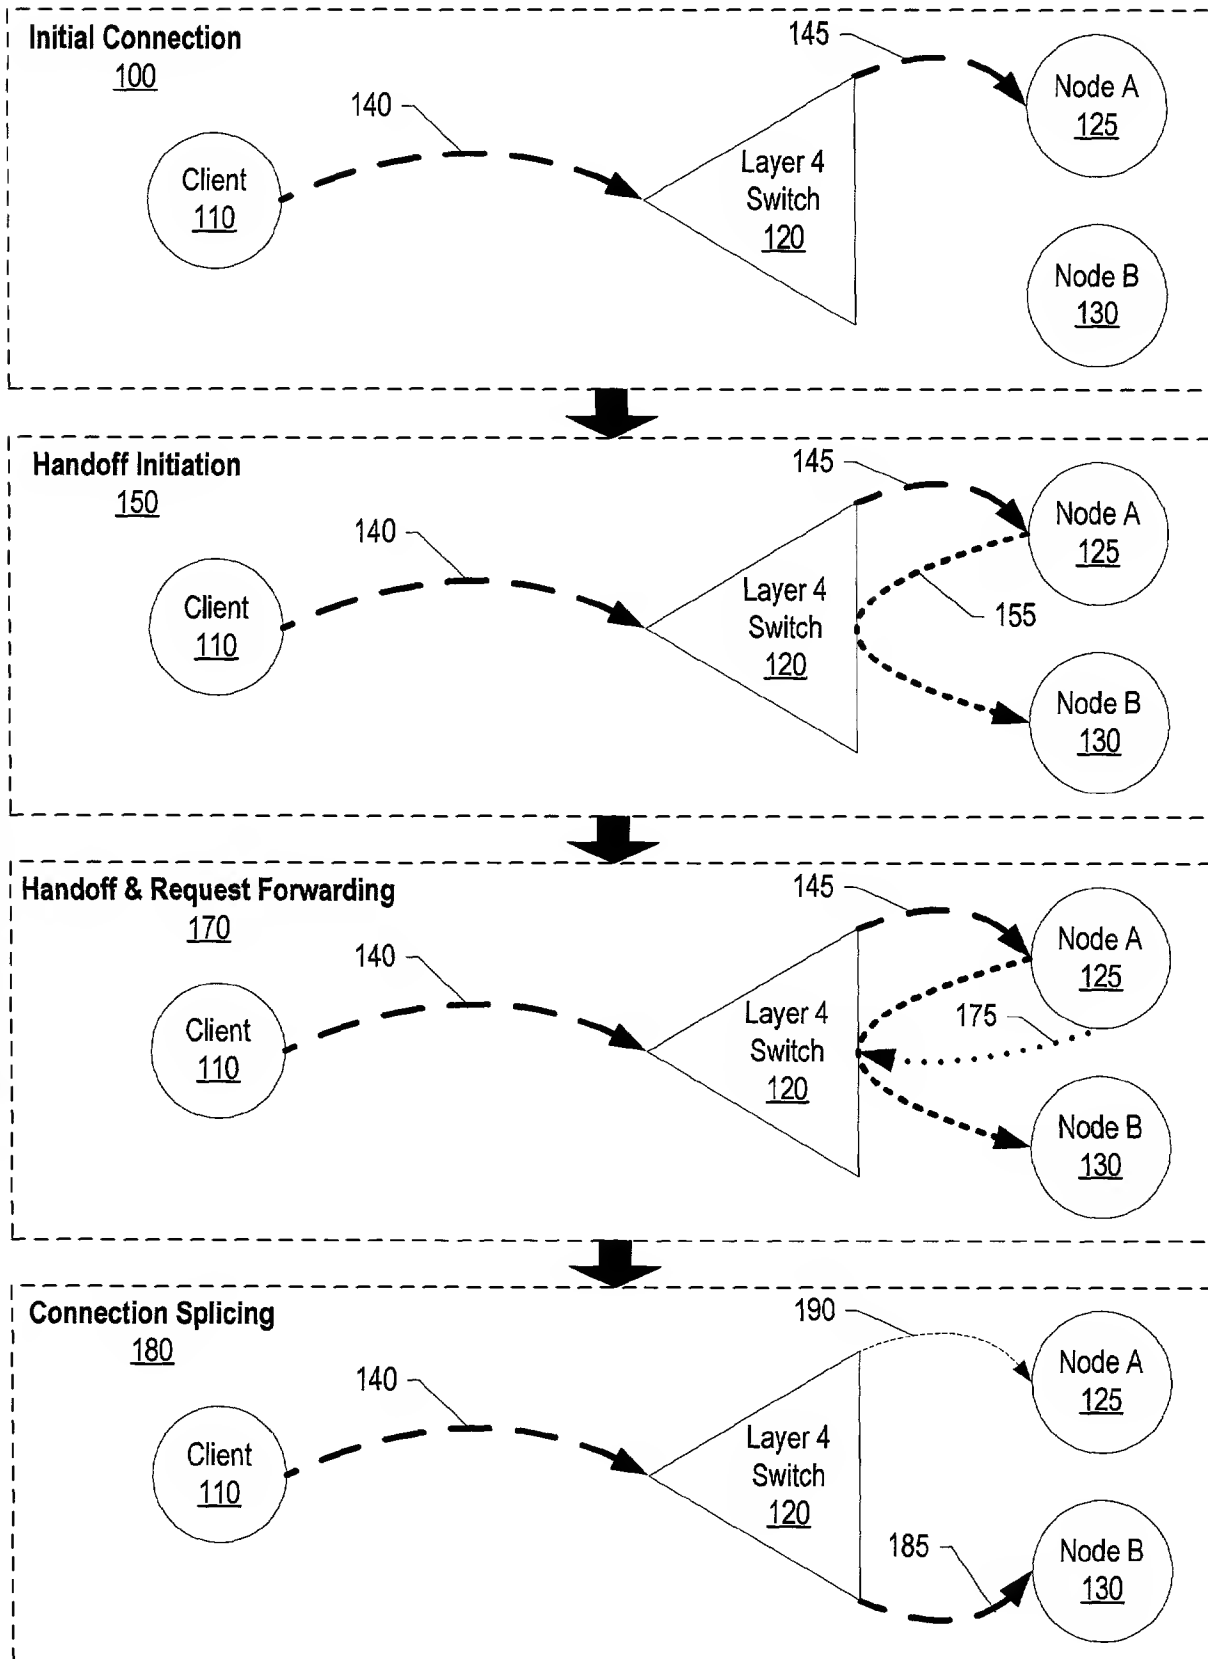 Initial Connection
100
145
140
Client
110
Layer 4
Switch
120
Node A
125
Node B
130
Handoff Initiation
150
145
140
Client
110
Layer 4
Switch
120
Node A
125
155
Node B
130
Handoff & Request Forwarding
170
145
140
Client
110
Layer 4
Switch
120
Node A
125
175
Node B
130
Connection Splicing
180
190
140
Client
110
Layer 4
Switch
120
Node A
125
185
Node B
130